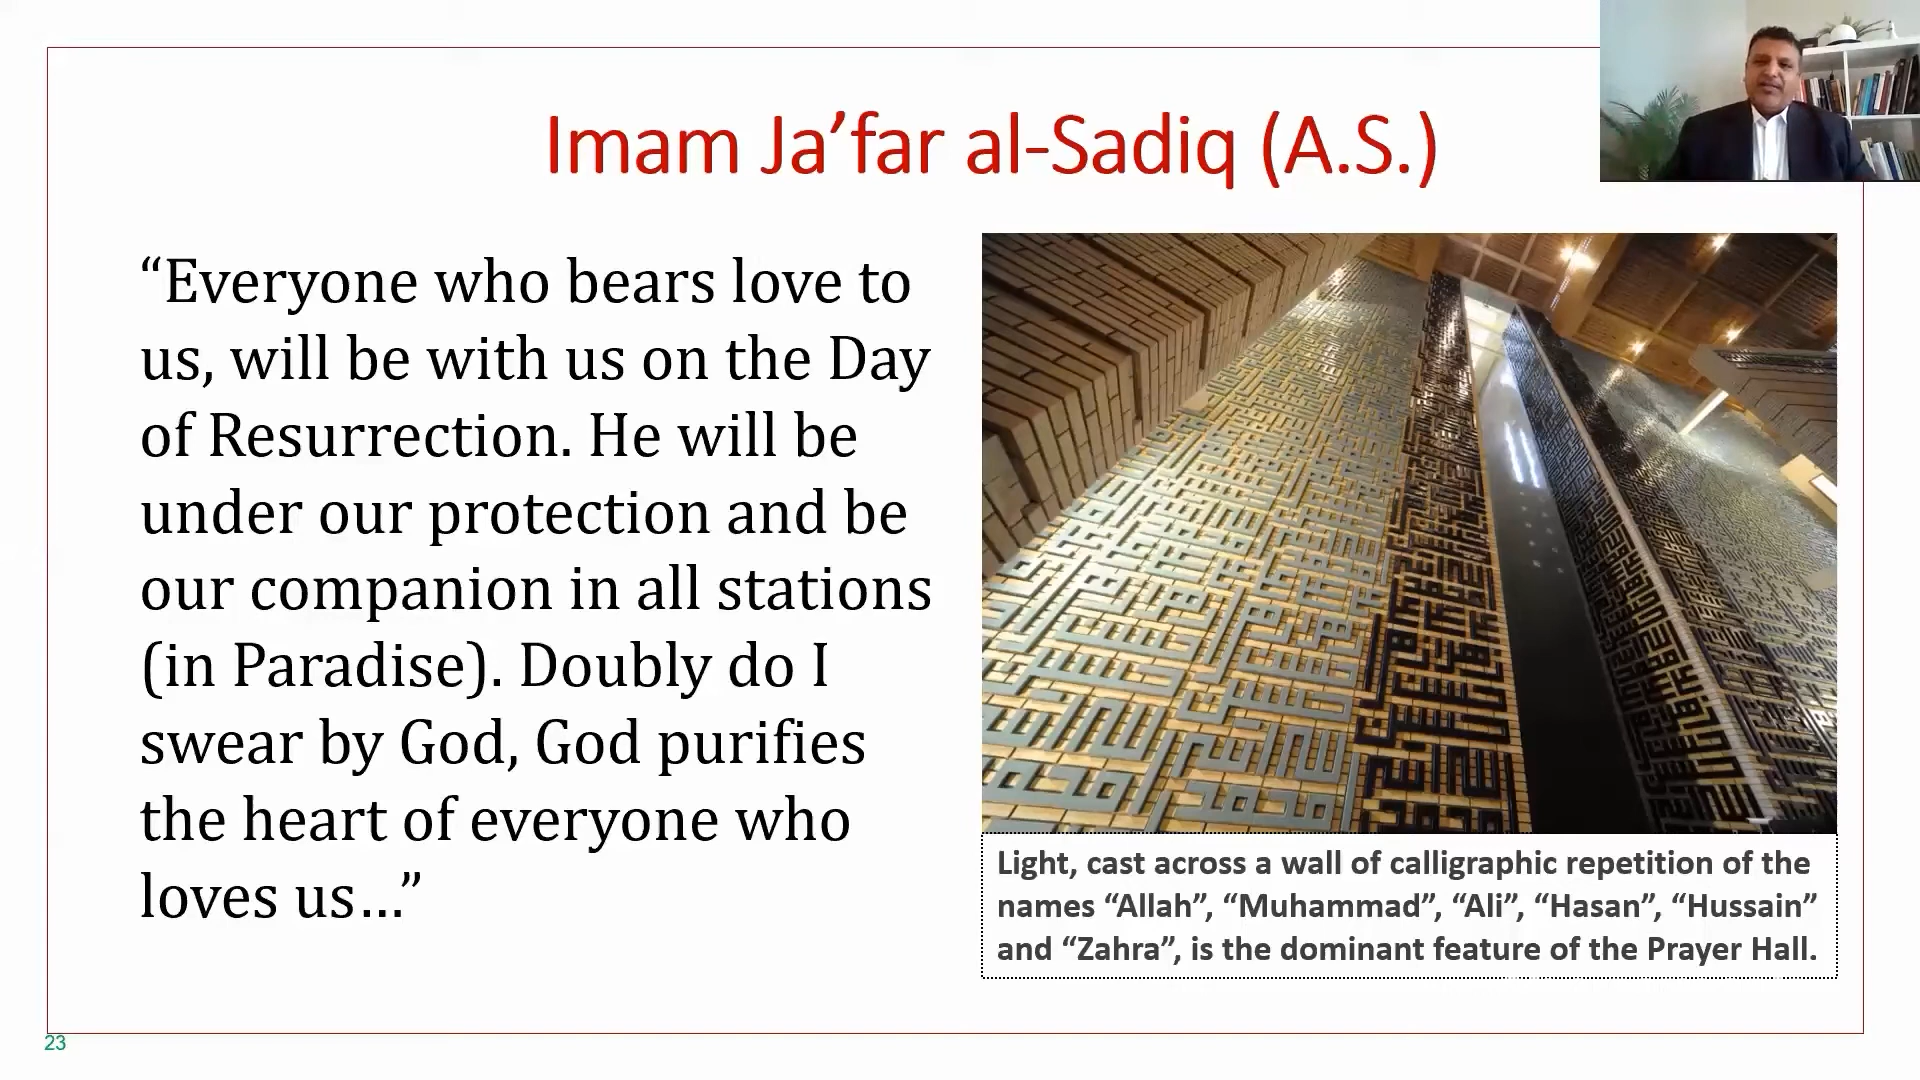 Imam Ja’far al-Sadiq (A.S.)
“Everyone who bears love to
us, will be with us on the Day
of Resurrection. He will be
under our protection and be
our companion in all stations
(in Paradise). Doubly do I
swear by God, God purifies
the heart of everyone who
loves us…”
Light, cast across a wall of calligraphic repetition of the
names “Allah”, “Muhammad”, “Ali”, “Hasan”, “Hussain”
and “Zahra”, is the dominant feature of the Prayer Hall.
23